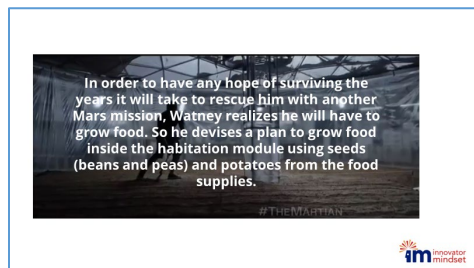 In order to have any hope of surviving the
years it will take to rescue him with another
Mars mission, Watney realizes he will have to
grow food. So he devises a plan to grow food
inside the habitation module using seeds
(beans and peas) and potatoes from the food
supplies.
#THEMARTIAN
im innovator
mindset